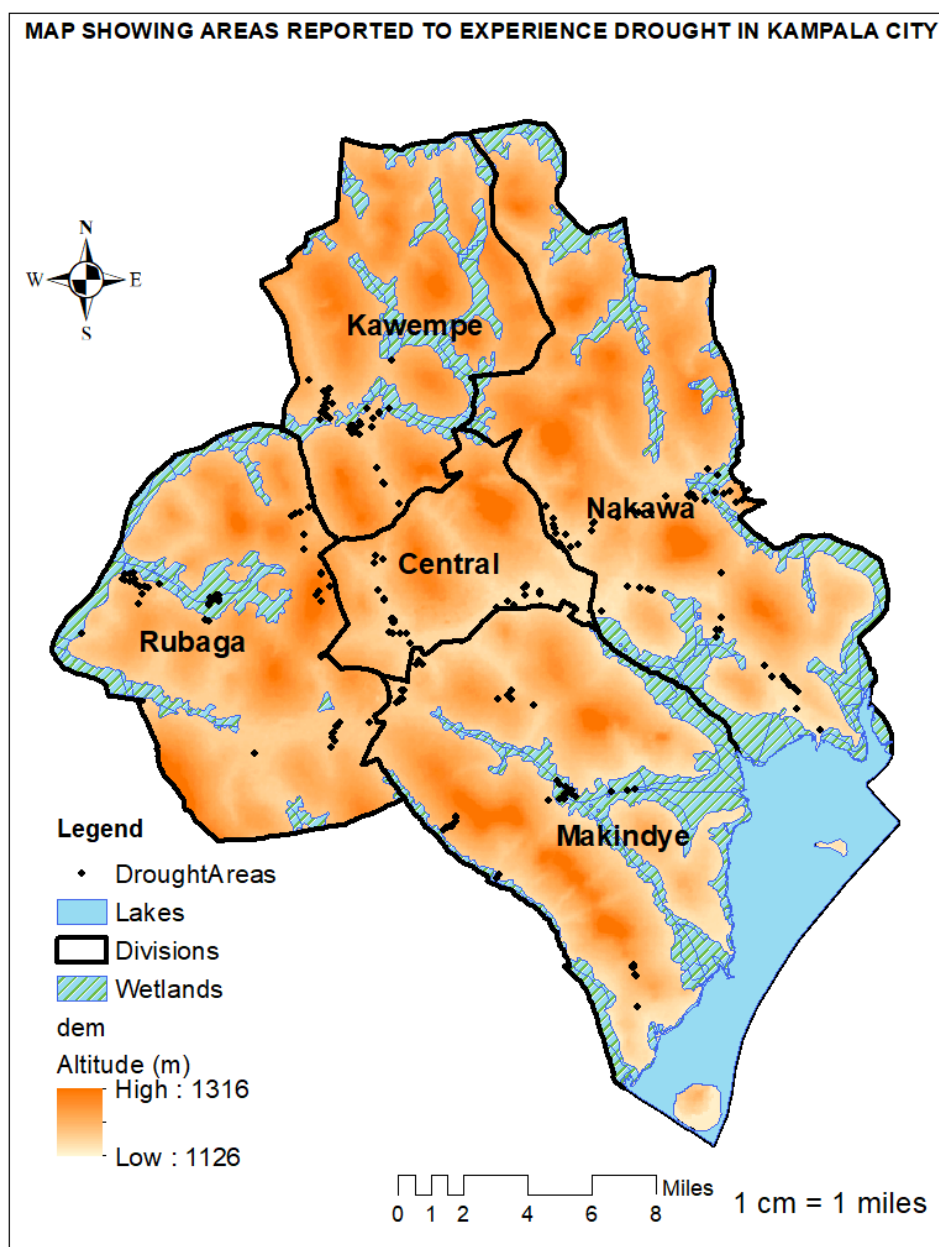 MAP SHOWING AREAS REPORTED TO EXPERIENCE DROUGHT IN KAMPALA CITY
N
W E
S
Kawempe
Nakawa
Central
Rubaga
Makindye
Legend
DroughtAreas
Lakes
Divisions
Wetlands
dem
Altitude (m)
High : 1316
Low : 1126
Miles
0 1 2 4 6 8
1 cm = 1 miles